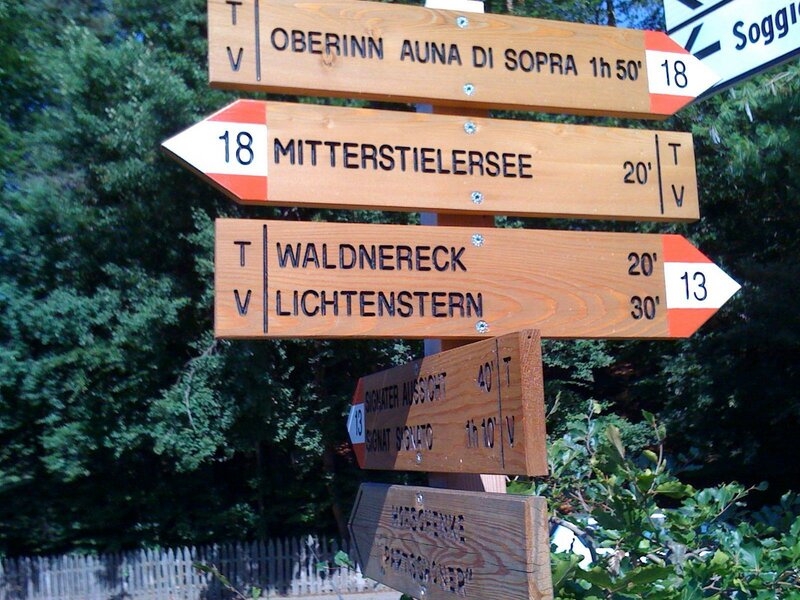 Soggio
T V OBERINN AUNA DI SOPRA 1h 50' 18
18 MITTERSTIELERSEE 20' T V
T V WALDNERECK 20' 13
LICHTENSTERN 30'
13 SIGNATER AUSSICHT 40' T V
SIGNAT SIGNATO 1h 10'